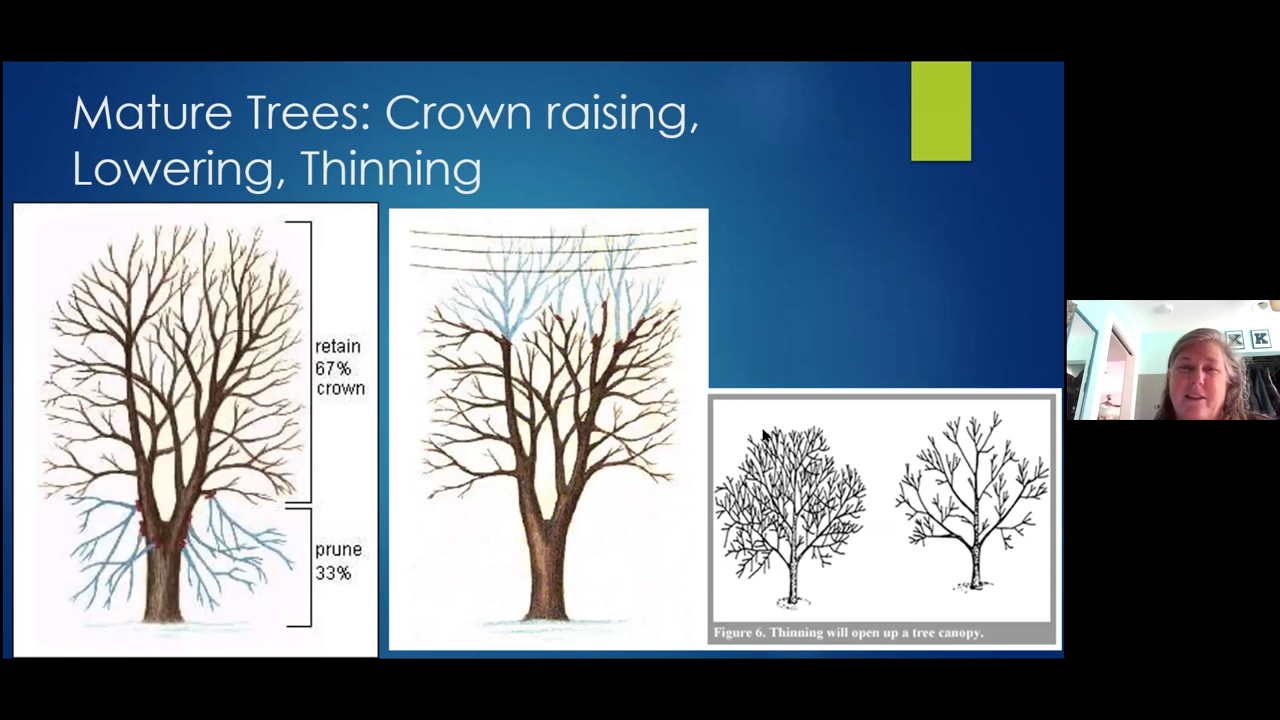 Mature Trees: Crown raising,
Lowering, Thinning
retain
67%
crown
prune
33%
Figure 6. Thinning will open up a tree canopy.
K
K